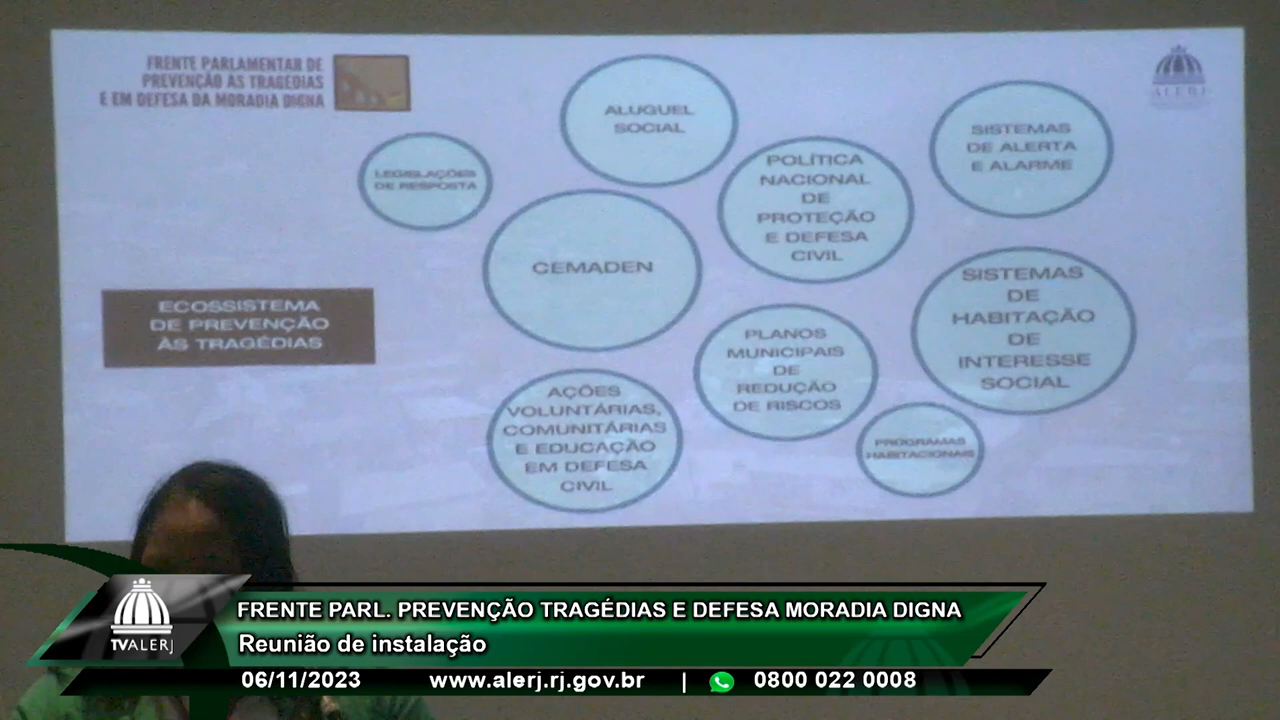 FRENTE PARLAMENTAR DE
PREVENÇÃO ÀS TRAGÉDIAS
E EM DEFESA DA MORADIA DIGNA
ALERJ
ALUGUEL
SOCIAL
SISTEMAS
DE ALERTA
E ALARME
LEGISLAÇÕES
DE RESPOSTA
POLÍTICA
NACIONAL
DE
PROTEÇÃO
E DEFESA
CIVIL
CEMADEN
SISTEMAS
DE
HABITAÇÃO
DE
INTERESSE
SOCIAL
ECOSSISTEMA
DE PREVENÇÃO
ÀS TRAGÉDIAS
PLANOS
MUNICIPAIS
DE
REDUÇÃO
DE RISCOS
AÇÕES
VOLUNTÁRIAS,
COMUNITÁRIAS
E EDUCAÇÃO
EM DEFESA
CIVIL
PROGRAMAS
HABITACIONAIS
TVALERJ
FRENTE PARL. PREVENÇÃO TRAGÉDIAS E DEFESA MORADIA DIGNA
Reunião de instalação
06/11/2023 www.alerj.rj.gov.br | 0800 022 0008